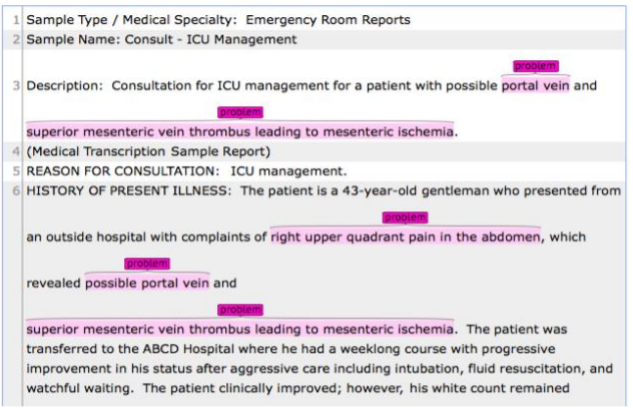 1 Sample Type / Medical Specialty: Emergency Room Reports
2 Sample Name: Consult - ICU Management
problem
3 Description: Consultation for ICU management for a patient with possible portal vein and
problem
superior mesenteric vein thrombus leading to mesenteric ischemia.
4 (Medical Transcription Sample Report)
5 REASON FOR CONSULTATION: ICU management.
6 HISTORY OF PRESENT ILLNESS: The patient is a 43-year-old gentleman who presented from
problem
an outside hospital with complaints of right upper quadrant pain in the abdomen, which
problem
revealed possible portal vein and
problem
superior mesenteric vein thrombus leading to mesenteric ischemia. The patient was
transferred to the ABCD Hospital where he had a weeklong course with progressive
improvement in his status after aggressive care including intubation, fluid resuscitation, and
watchful waiting. The patient clinically improved; however, his white count remained